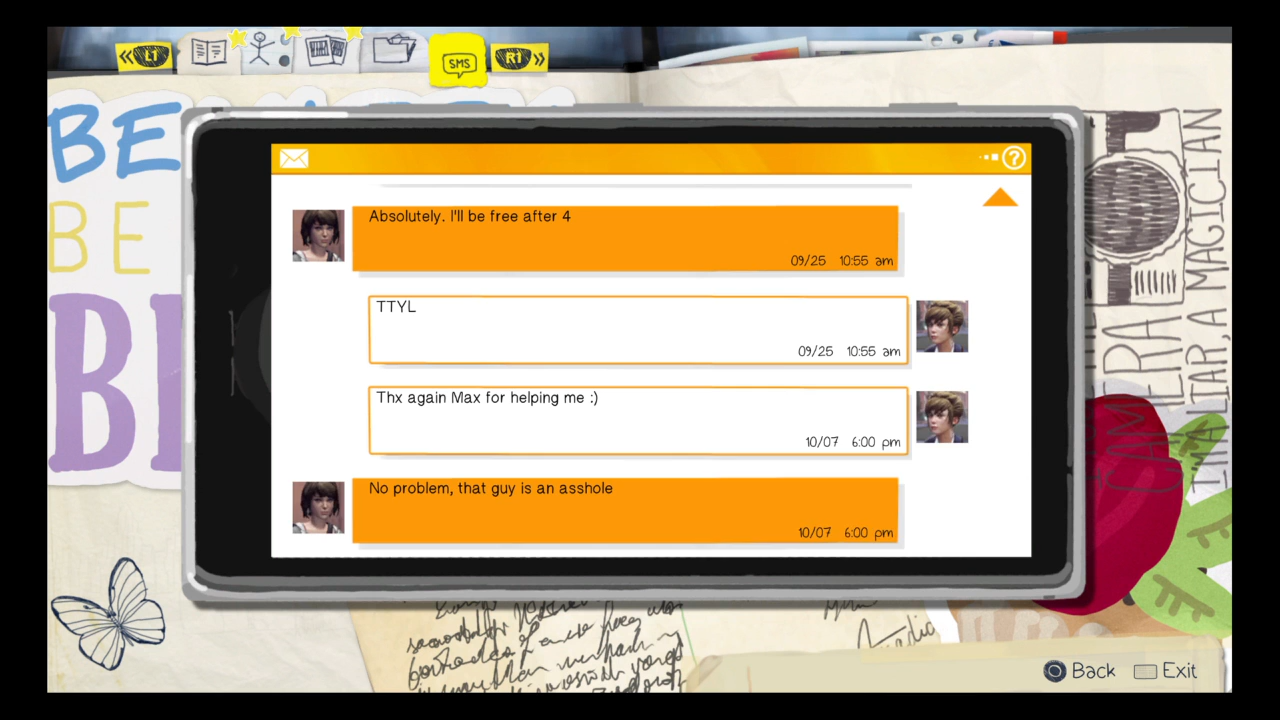 L1
SMS
R1
BE
BE
?
Absolutely. I'll be free after 4
09/25 10:55 am
TTYL
09/25 10:55 am
Thx again Max for helping me :)
10/07 6:00 pm
No problem, that guy is an asshole
10/07 6:00 pm
CAMERA
A MAGICIAN
Back
Exit